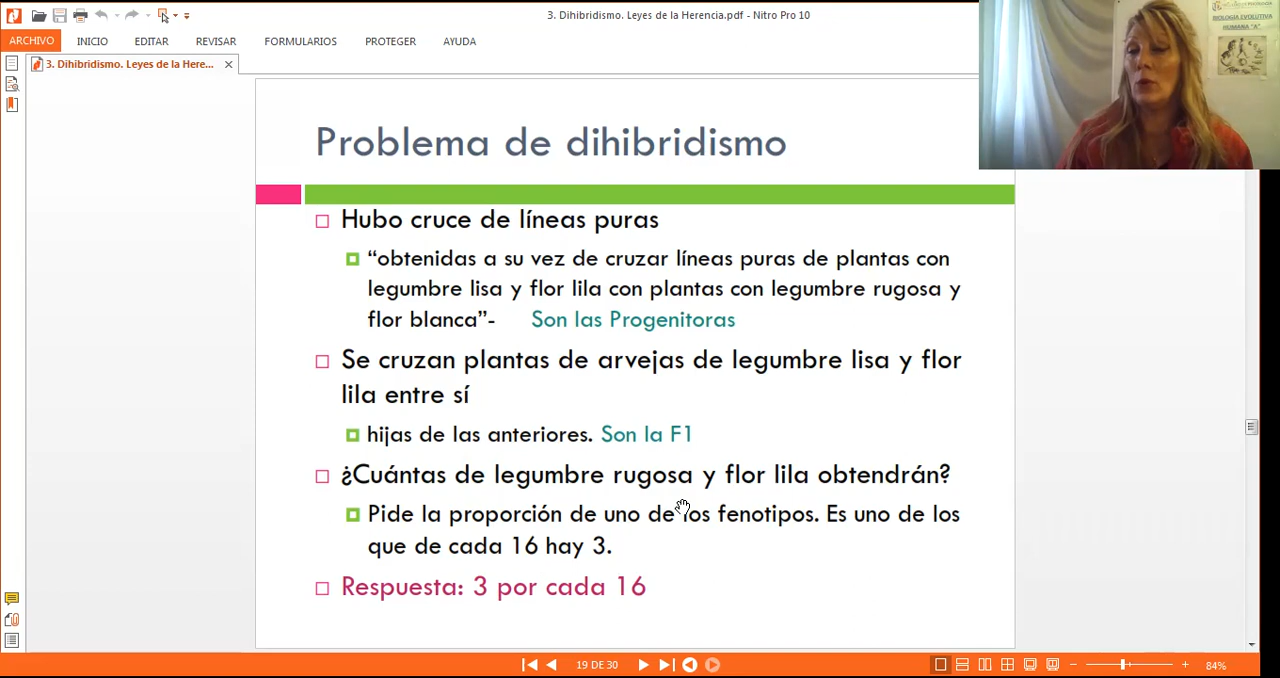 3. Dihibridismo. Leyes de la Herencia.pdf - Nitro Pro 10
ARCHIVO INICIO EDITAR REVISAR FORMULARIOS PROTEGER AYUDA
3. Dihibridismo. Leyes de la Here...
BIOLOGÍA EVOLUTIVA
HUMANA "A"
Problema de dihibridismo
Hubo cruce de líneas puras
“obtenidas a su vez de cruzar líneas puras de plantas con
legumbre lisa y flor lila con plantas con legumbre rugosa y
flor blanca”- Son las Progenitoras
Se cruzan plantas de arvejas de legumbre lisa y flor
lila entre sí
hijas de las anteriores. Son la F1
¿Cuántas de legumbre rugosa y flor lila obtendrán?
Pide la proporción de uno de los fenotipos. Es uno de los
que de cada 16 hay 3.
Respuesta: 3 por cada 16
19 DE 30
84%